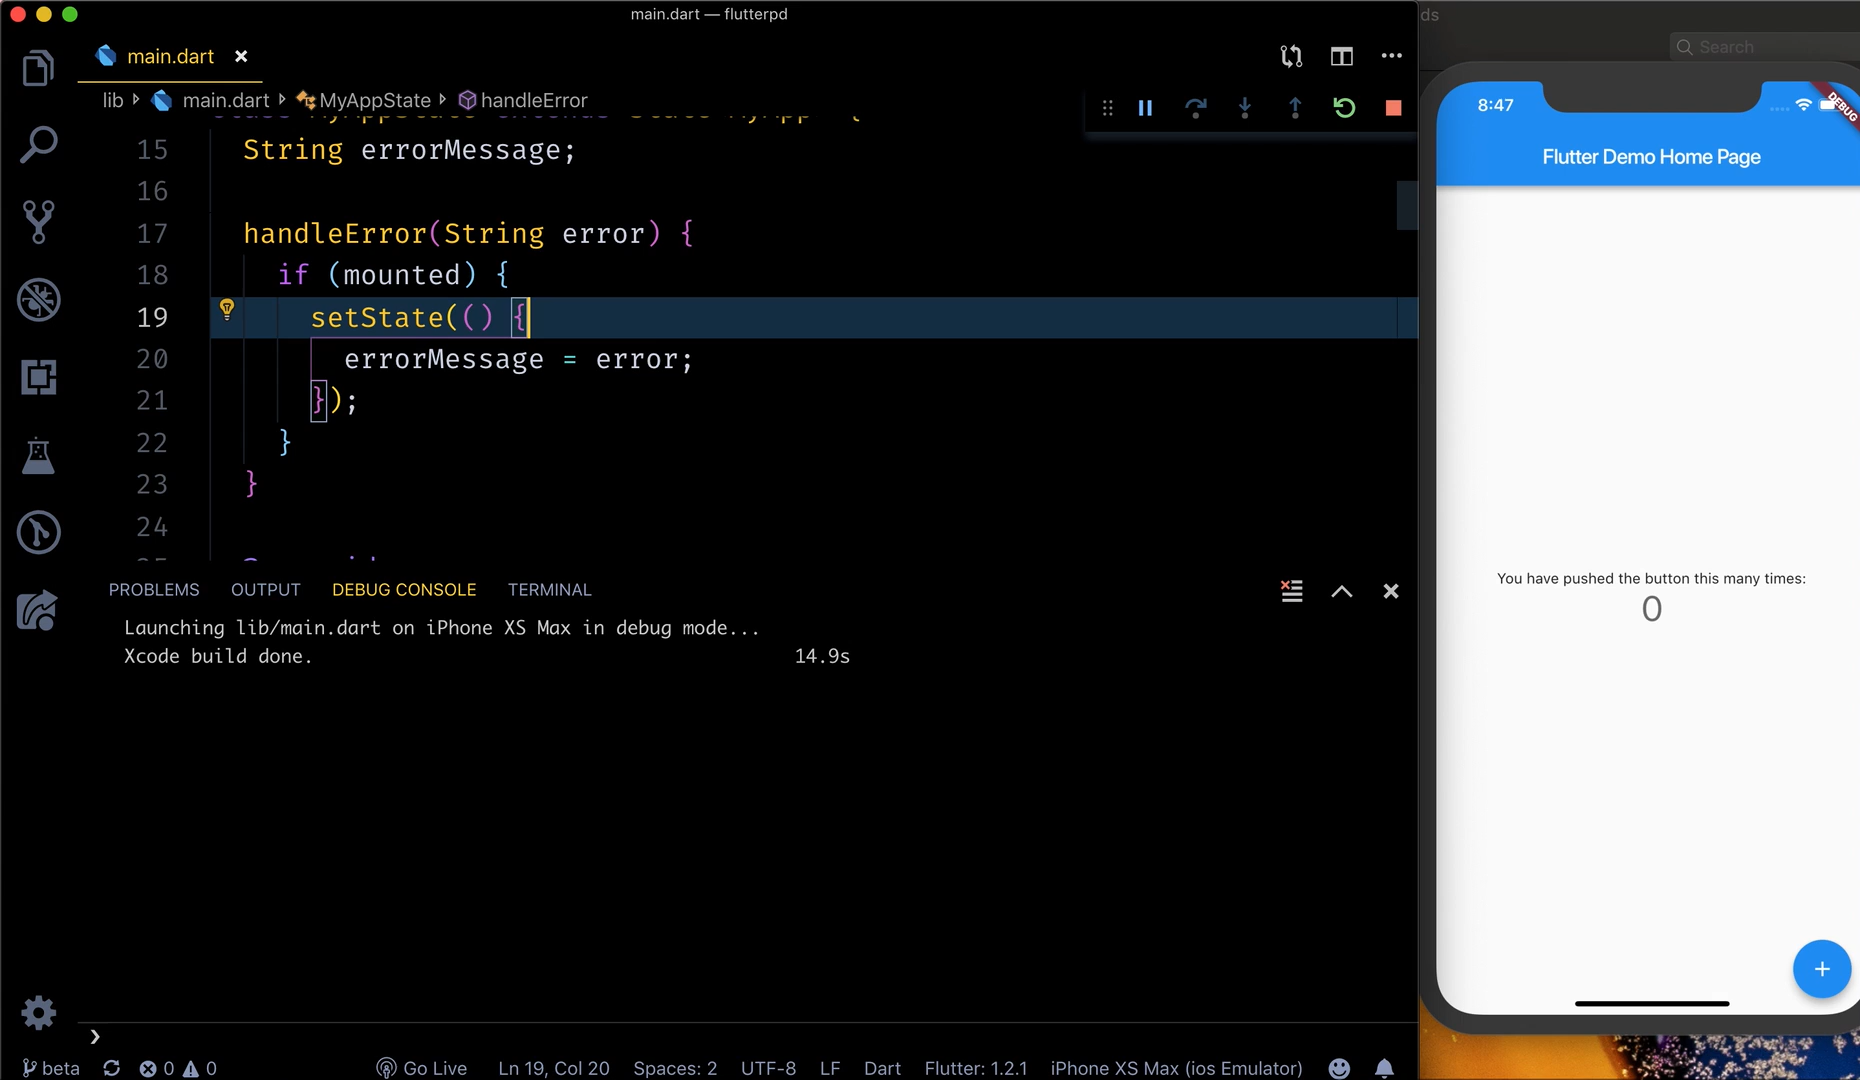 main.dart — flutterpd
main.dart
lib main.dart MyAppState handleError
15 String errorMessage;
16
17 handleError(String error) {
18 if (mounted) {
19 setState(() {
20 errorMessage = error;
21 });
22 }
23 }
24
PROBLEMS OUTPUT DEBUG CONSOLE TERMINAL
Launching lib/main.dart on iPhone XS Max in debug mode...
Xcode build done. 14.9s
beta 0 0 Go Live Ln 19, Col 20 Spaces: 2 UTF-8 LF Dart Flutter: 1.2.1 iPhone XS Max (ios Emulator)
ds
Search
8:47
DEBUG
Flutter Demo Home Page
You have pushed the button this many times:
0
+